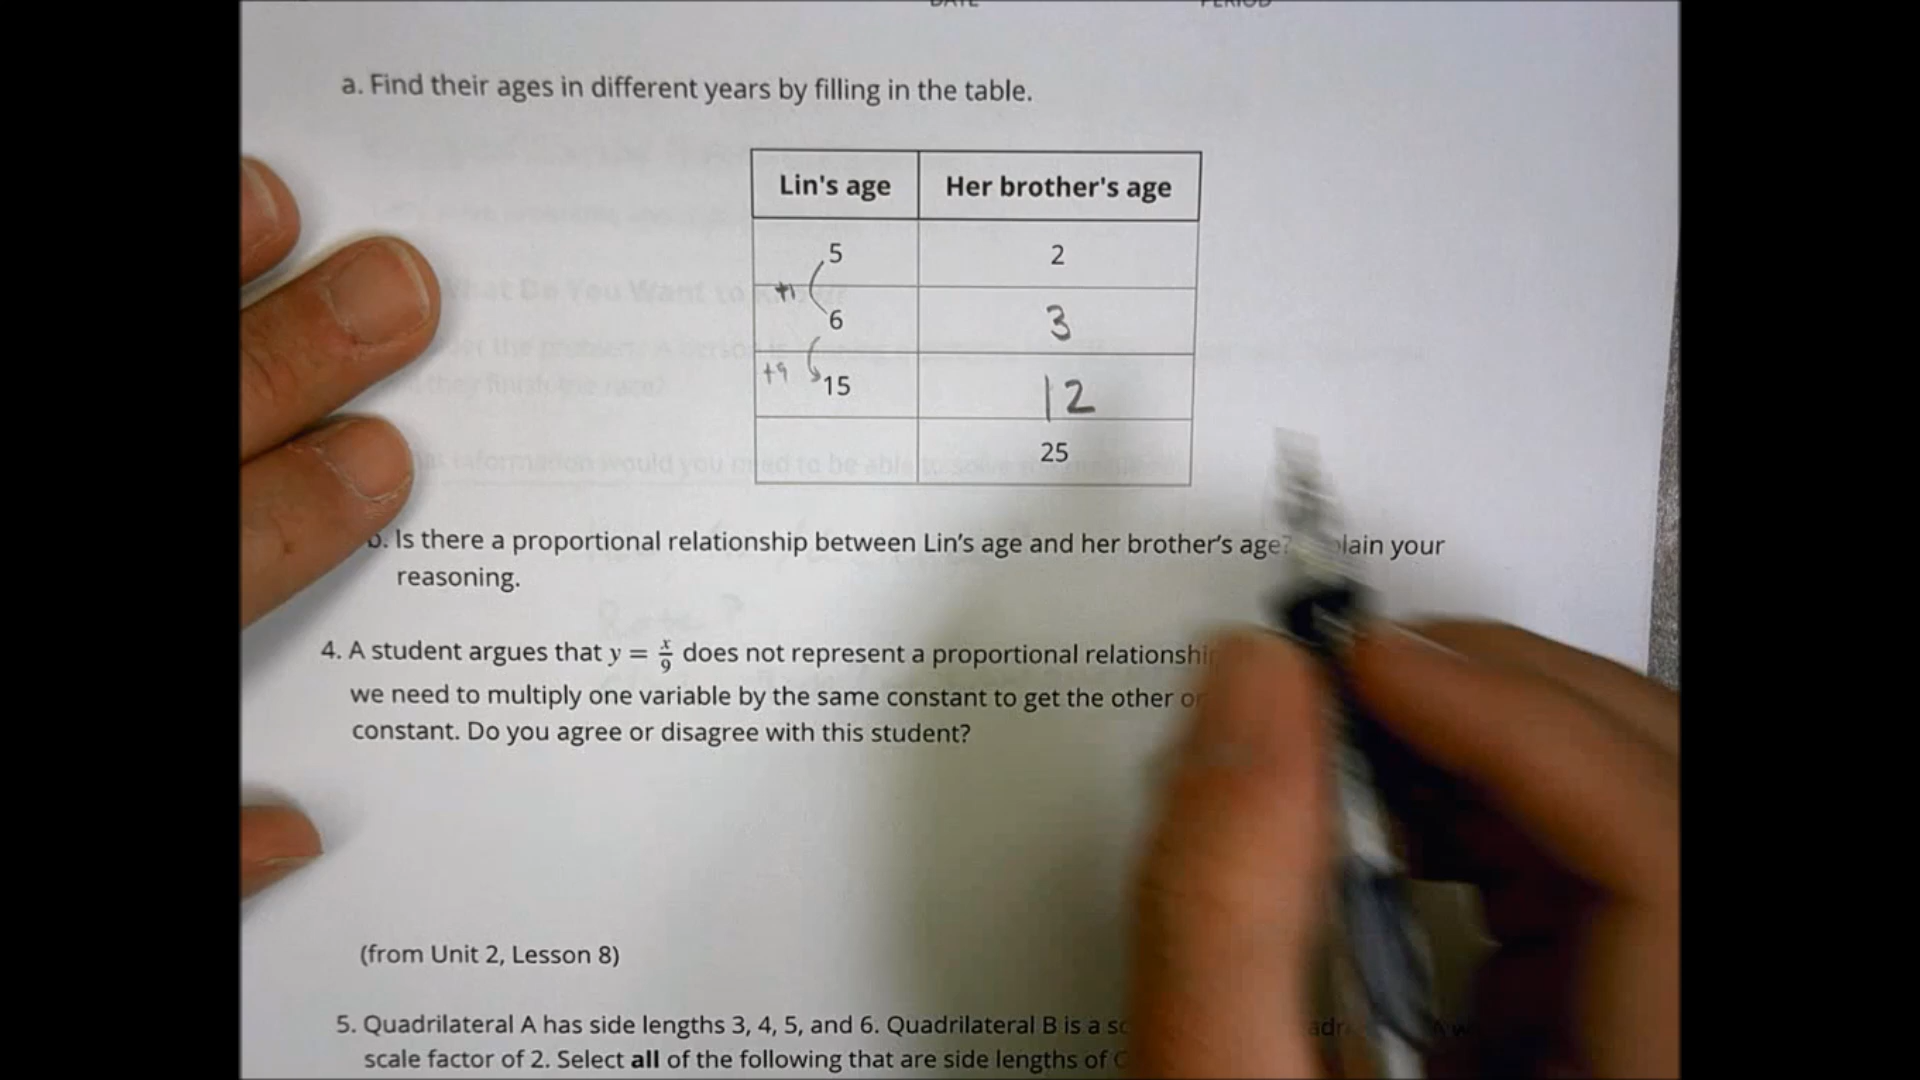 a. Find their ages in different years by filling in the table.
Lin's age Her brother's age
5 2
+1
6 3
+9
15 12
25
b. Is there a proportional relationship between Lin's age and her brother's age? your
reasoning.
4. A student argues that y = x/9 does not represent a proportional relationship
we need to multiply one variable by the same constant to get the other
constant. Do you agree or disagree with this student?
(from Unit 2, Lesson 8)
5. Quadrilateral A has side lengths 3, 4, 5, and 6. Quadrilateral B is a
scale factor of 2. Select all of the following that are side lengths of